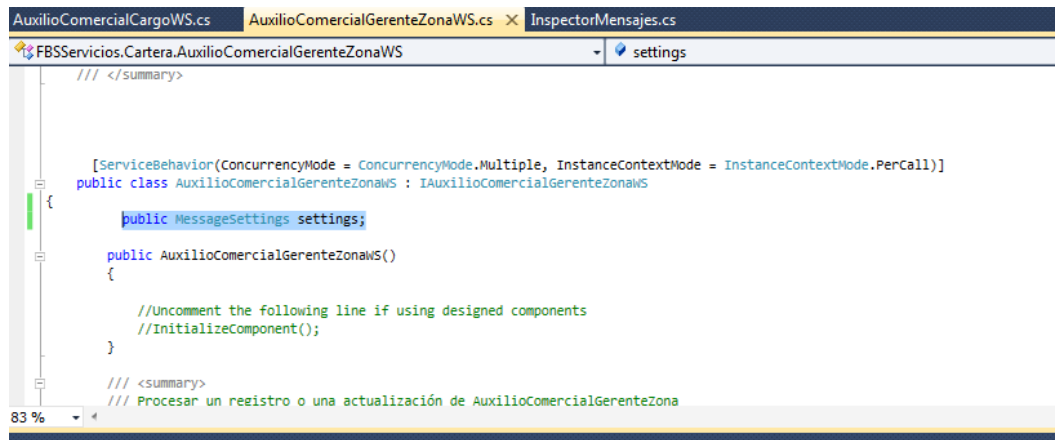 AuxilioComercialCargoWS.cs AuxilioComercialGerenteZonaWS.cs InspectorMensajes.cs
FBSServicios.Cartera.AuxilioComercialGerenteZonaWS settings
/// </summary>
[ServiceBehavior(ConcurrencyMode = ConcurrencyMode.Multiple, InstanceContextMode = InstanceContextMode.PerCall)]
public class AuxilioComercialGerenteZonaWS : IAuxilioComercialGerenteZonaWS
{
public MessageSettings settings;
public AuxilioComercialGerenteZonaWS()
{
//Uncomment the following line if using designed components
//InitializeComponent();
}
/// <summary>
/// Procesar un registro o una actualización de AuxilioComercialGerenteZona
83 %